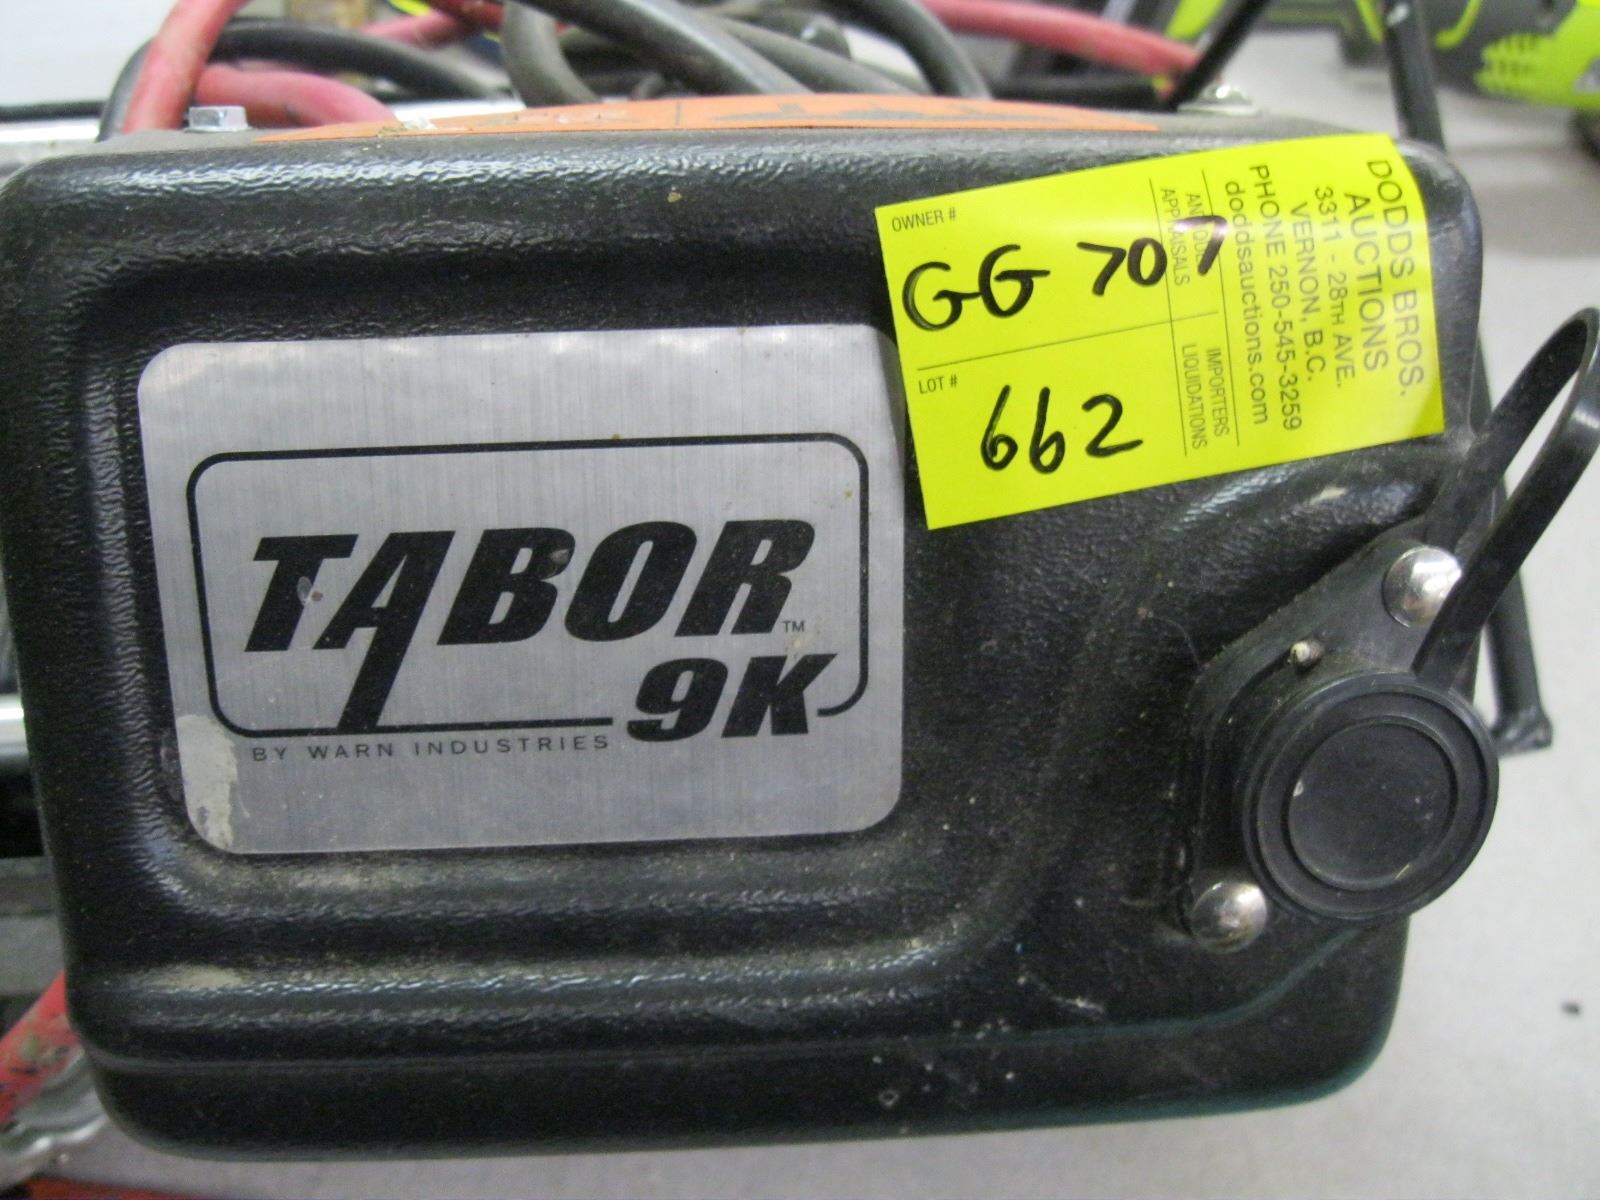 OWNER #
GG 707
LOT #
662
ANTIQUE
APPRAISALS
IMPORTERS
LIQUIDATIONS
DODDS BROS.
AUCTIONS
3311 - 28TH AVE.
VERNON, B.C.
PHONE 250-545-3259
doddsauctions.com
TABOR™
9K
BY WARN INDUSTRIES